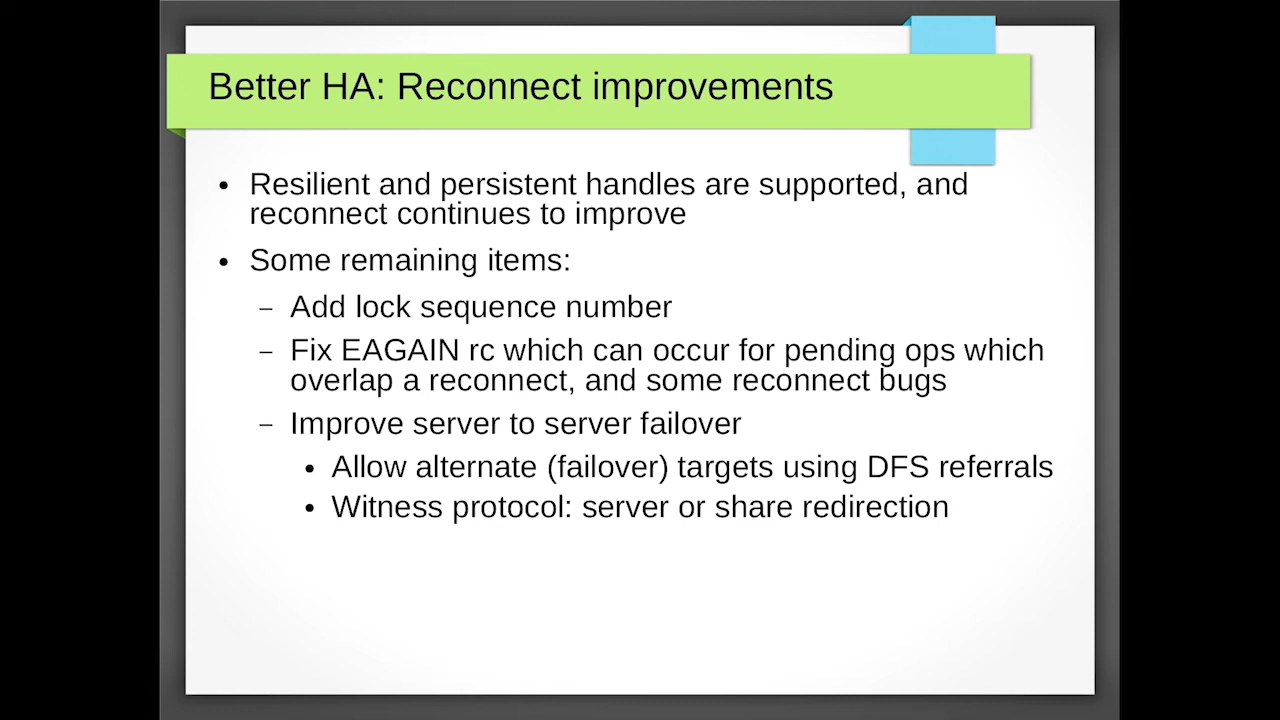 Better HA: Reconnect improvements
• Resilient and persistent handles are supported, and
reconnect continues to improve
• Some remaining items:
– Add lock sequence number
– Fix EAGAIN rc which can occur for pending ops which
overlap a reconnect, and some reconnect bugs
– Improve server to server failover
• Allow alternate (failover) targets using DFS referrals
• Witness protocol: server or share redirection